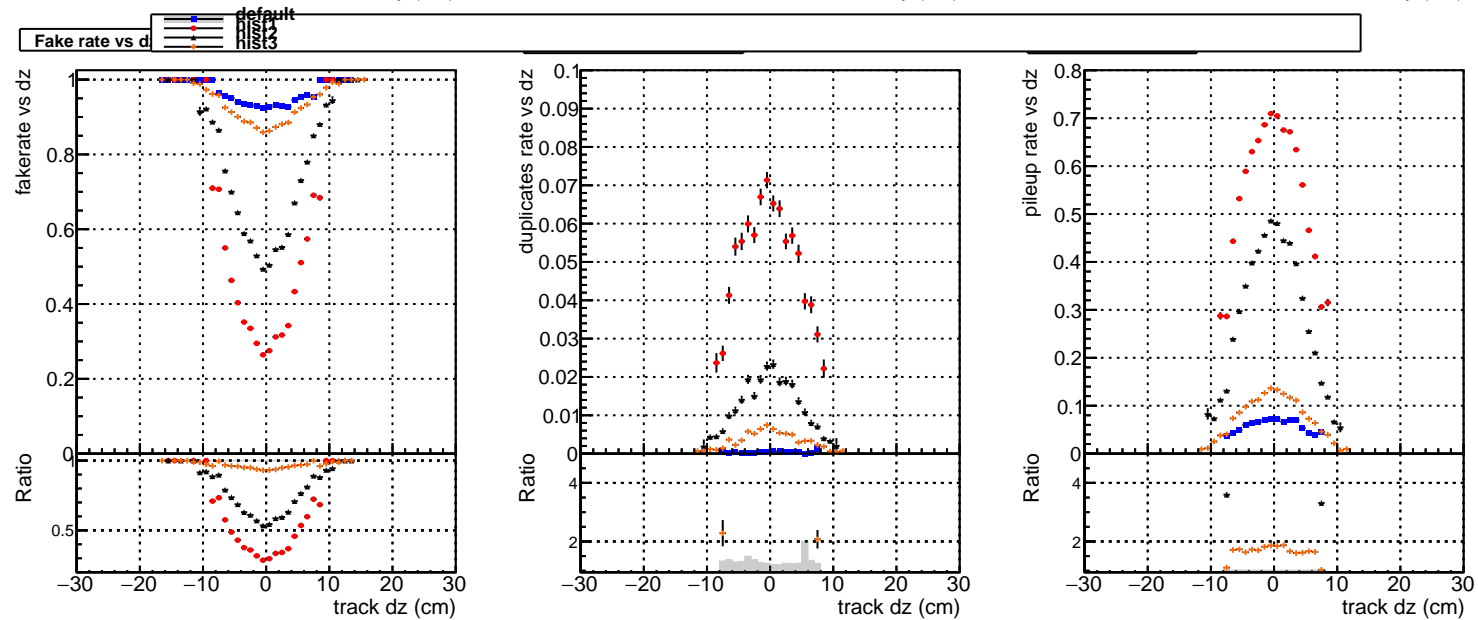 default
hist1
hist2
hist3
Fake rate vs dz
fakerate vs dz
1
0.8
0.6
0.4
0.2
0
Ratio
1
0.5
−30 −20 −10 0 10 20 30
track dz (cm)
duplicates rate vs dz
0.1
0.09
0.08
0.07
0.06
0.05
0.04
0.03
0.02
0.01
0
Ratio
4
2
−30 −20 −10 0 10 20 30
track dz (cm)
pileup rate vs dz
0.8
0.7
0.6
0.5
0.4
0.3
0.2
0.1
0
Ratio
4
2
−30 −20 −10 0 10 20 30
track dz (cm)